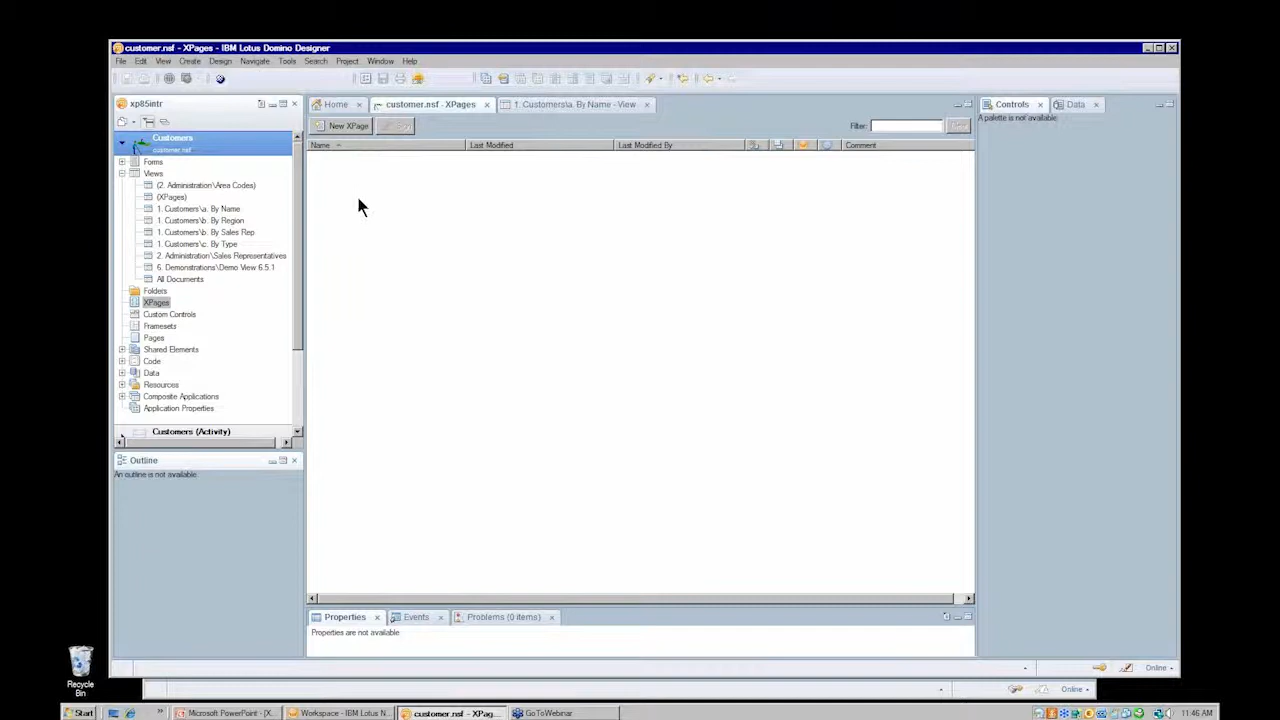 customer.nsf - XPages - IBM Lotus Domino Designer
File Edit View Create Design Navigate Tools Search Project Window Help
xp85intr
Home
customer.nsf - XPages
1. Customers\a. By Name - View
Controls
Data
Customers
customer.nsf
New XPage
Filter:
A palette is not available.
Name
Last Modified
Last Modified By
Comment
Forms
Views
(2. Administration\Area Codes)
(XPages)
1. Customers\a. By Name
1. Customers\b. By Region
1. Customers\b. By Sales Rep
1. Customers\c. By Type
2. Administration\Sales Representatives
6. Demonstrations\Demo View 6.5.1
All Documents
Folders
XPages
Custom Controls
Framesets
Pages
Shared Elements
Code
Data
Resources
Composite Applications
Application Properties
Customers (Activity)
Outline
An outline is not available.
Properties
Events
Problems (0 items)
Properties are not available
Online
Online
Recycle
Bin
Start
Microsoft PowerPoint - [X...
Workspace - IBM Lotus N...
customer.nsf - XPag...
GoToWebinar
11:46 AM